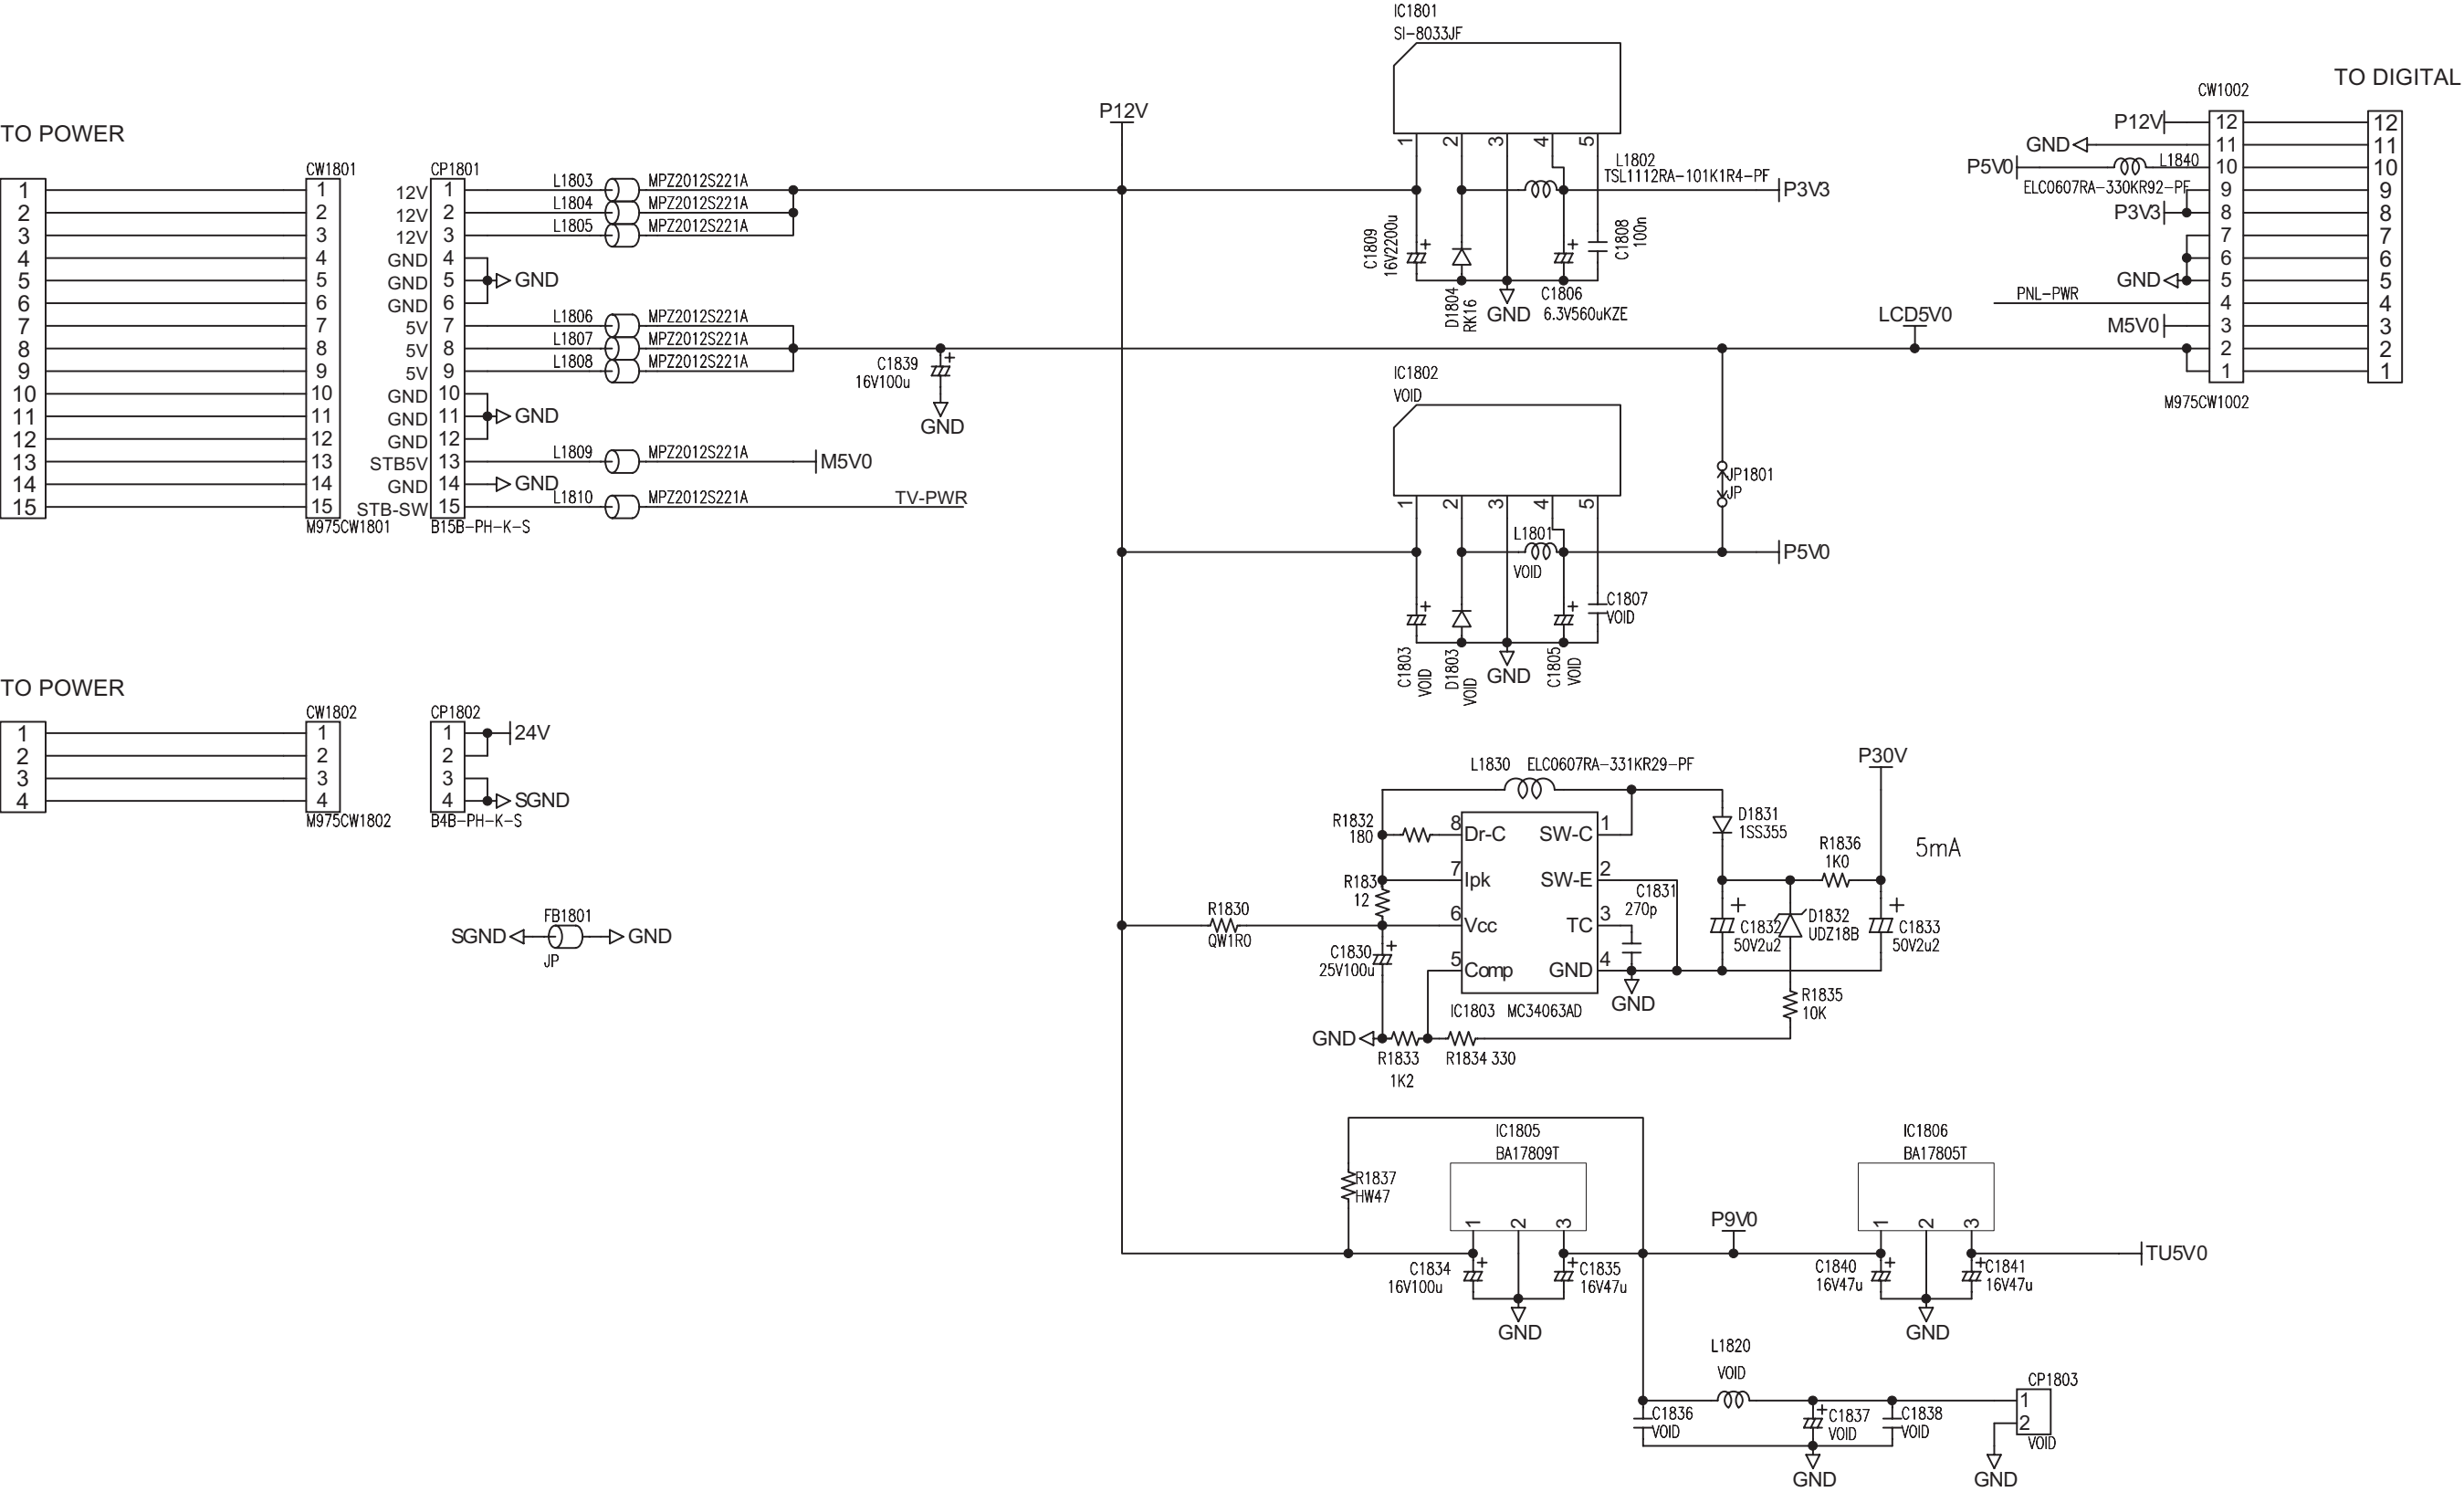 TO POWER
1
2
3
4
5
6
7
8
9
10
11
12
13
14
15
CW1801
1
2
3
4
5
6
7
8
9
10
11
12
13
14
15
M975CW1801
CP1801
12V 1
12V 2
12V 3
GND 4
GND 5
GND 6
5V 7
5V 8
5V 9
GND 10
GND 11
GND 12
STB5V 13
GND 14
STB-SW 15
B15B-PH-K-S
L1803 MPZ2012S221A
L1804 MPZ2012S221A
L1805 MPZ2012S221A
GND
L1806 MPZ2012S221A
L1807 MPZ2012S221A
L1808 MPZ2012S221A
GND
L1809 MPZ2012S221A
M5V0
GND
L1810 MPZ2012S221A
TV-PWR
C1839
16V100u
GND
P12V
IC1801
SI-8033JF
1
2
3
4
5
L1802
TSL1112RA-101K1R4-PF
P3V3
C1809
16V2200u
D1804
RK16
GND
C1806
6.3V560uKZE
C1808
100n
IC1802
VOID
1
2
3
4
5
L1801
VOID
P5V0
C1803
VOID
D1803
VOID
GND
C1805
VOID
C1807
VOID
JP1801
JP
LCD5V0
TO DIGITAL
CW1002
P12V 12
GND 11
P5V0 L1840 10
ELC0607RA-330KR92-PF
9
P3V3 8
7
6
GND 5
PNL-PWR 4
M5V0 3
2
1
M975CW1002
12
11
10
9
8
7
6
5
4
3
2
1
TO POWER
1
2
3
4
CW1802
1
2
3
4
M975CW1802
CP1802
1
2
3
4
B4B-PH-K-S
24V
SGND
FB1801
SGND
GND
JP
L1830 ELC0607RA-331KR29-PF
R1832
180
R183
12
R1830
QW1R0
C1830
25V100u
8 Dr-C
7 Ipk
6 Vcc
5 Comp
SW-C 1
SW-E 2
TC 3
GND 4
C1831
270p
GND
IC1803 MC34063AD
GND
R1833
1K2
R1834 330
D1831
1SS355
P30V
R1836
1K0
5mA
C1832
50V2u2
D1832
UDZ18B
C1833
50V2u2
R1835
10K
R1837
HW47
IC1805
BA17809T
1
2
3
C1834
16V100u
C1835
16V47u
GND
P9V0
IC1806
BA17805T
1
2
3
C1840
16V47u
C1841
16V47u
GND
TU5V0
L1820
VOID
C1836
VOID
C1837
VOID
C1838
VOID
GND
CP1803
1
2
VOID
GND